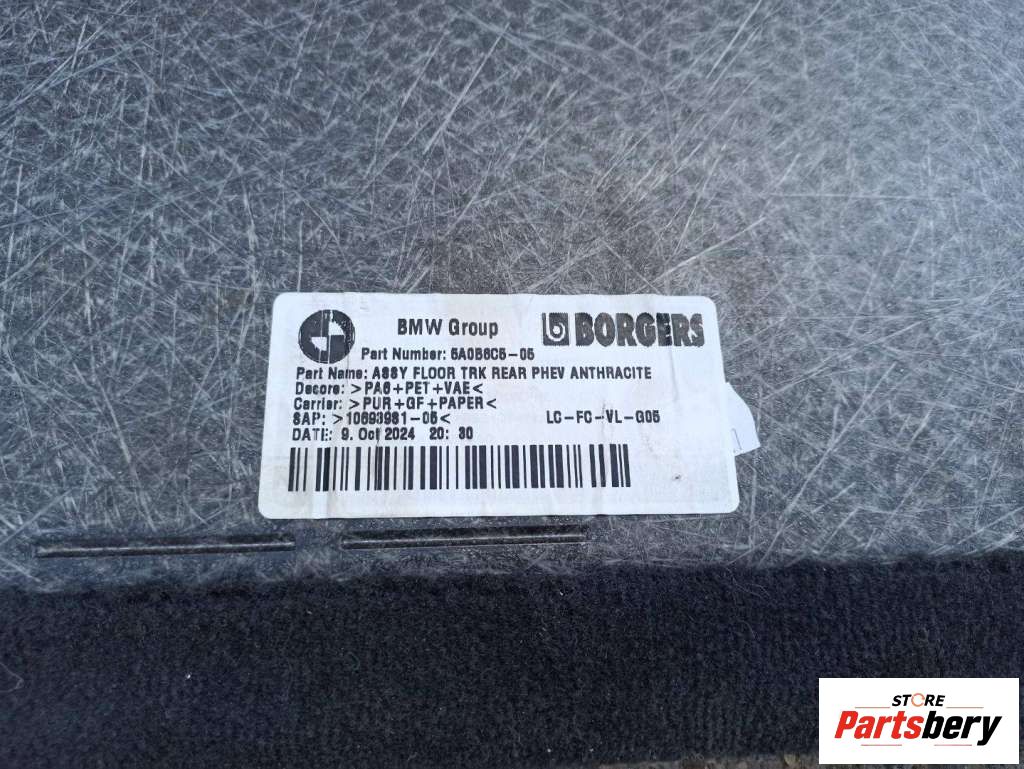 BMW Group
BORGERS
Part Number: 5A0B6C5-05
Part Name: ASSY FLOOR TRK REAR PHEV ANTHRACITE
Decore: >PA6+PET+VAE<
Carrier: >PUR+GF+PAPER<
SAP: >10693981-05<
LC-FC-VL-G05
DATE: 9. Oct 2024 20: 30
STORE
Partsbery